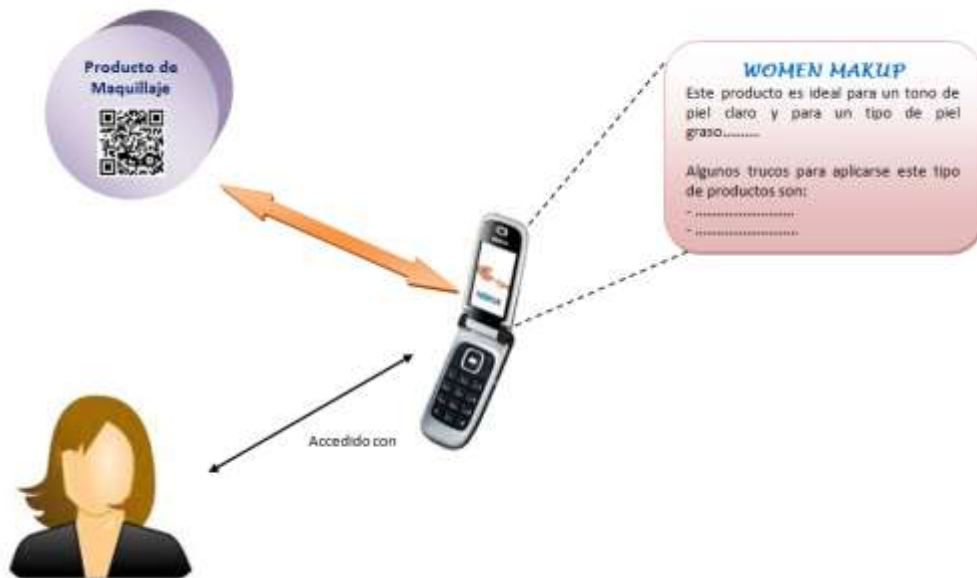 Producto de
Maquillaje
WOMEN MAKUP
Este producto es ideal para un tono de
piel claro y para un tipo de piel
graso..........
Algunos trucos para aplicarse este tipo
de productos son:
- ..........................
- ...........................
NOKIA
Accedido con